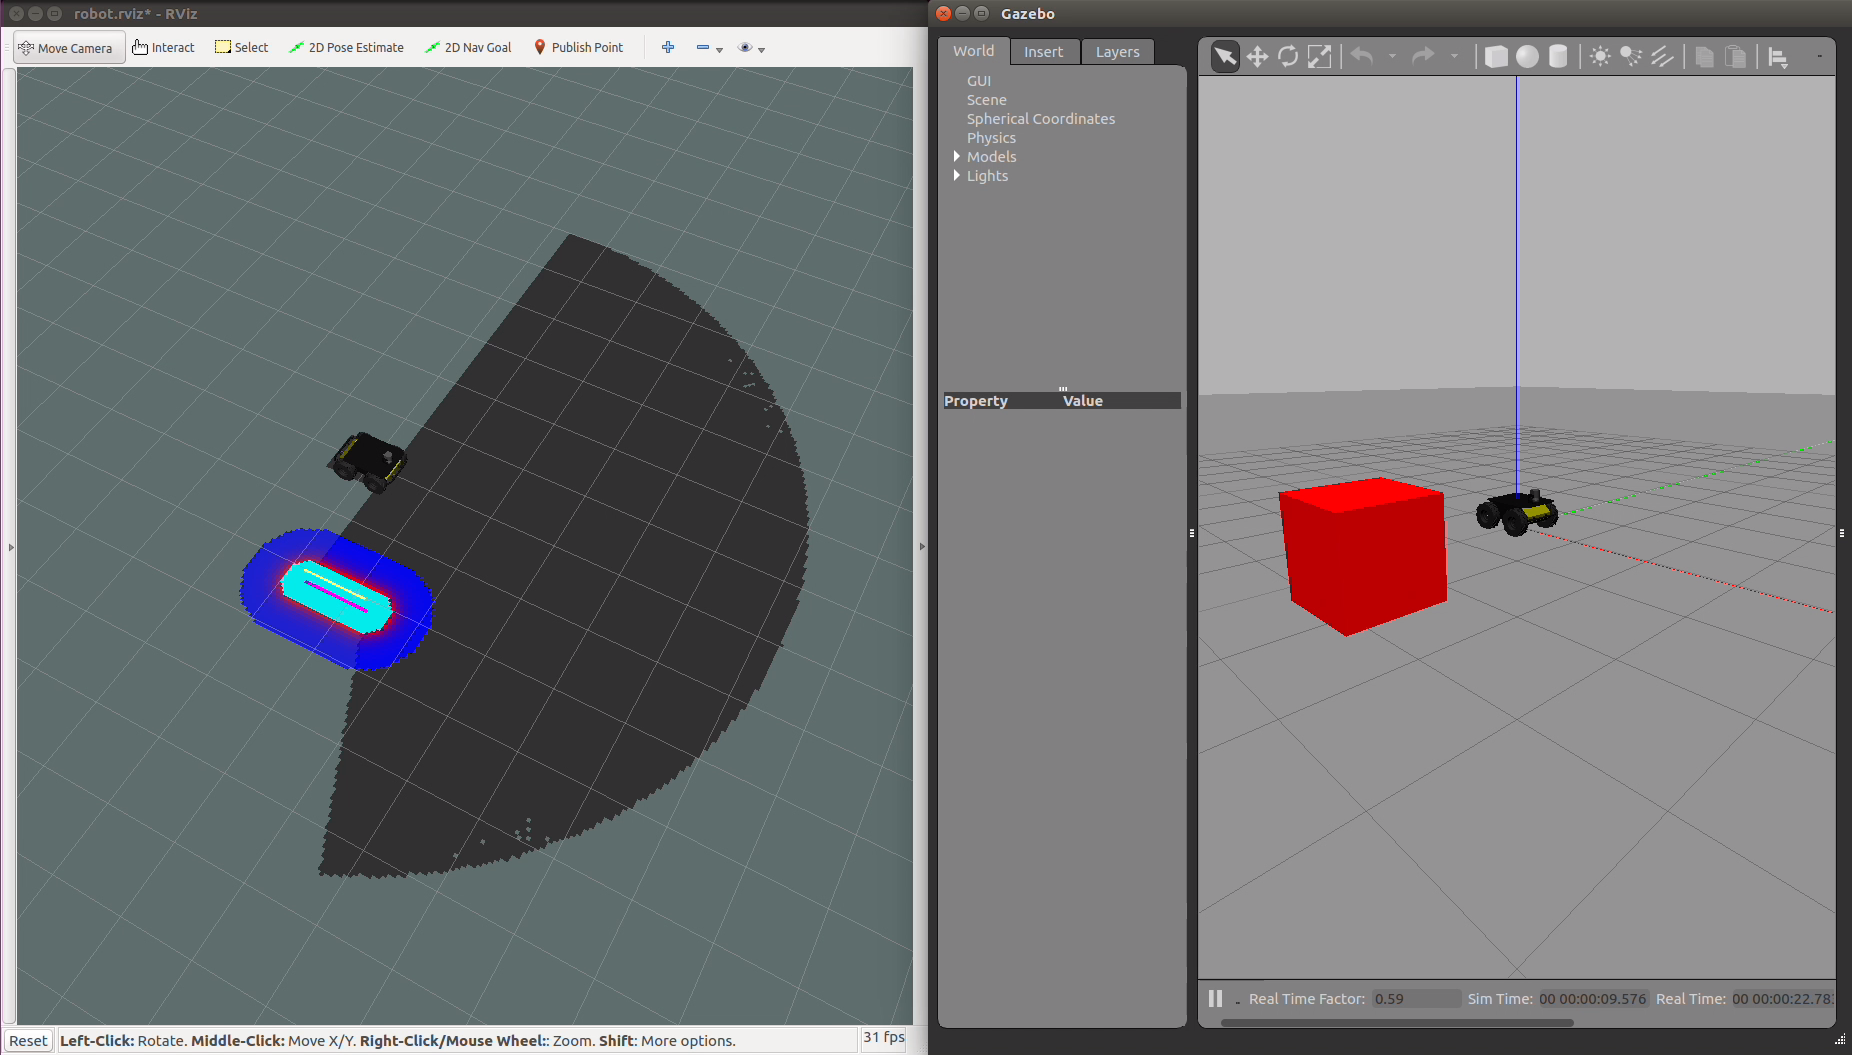 robot.rviz* - RViz
Move Camera
Interact
Select
2D Pose Estimate
2D Nav Goal
Publish Point
Reset
Left-Click: Rotate. Middle-Click: Move X/Y. Right-Click/Mouse Wheel:: Zoom. Shift: More options.
31 fps
Gazebo
World
Insert
Layers
GUI
Scene
Spherical Coordinates
Physics
Models
Lights
Property
Value
Real Time Factor: 0.59
Sim Time: 00 00:00:09.576
Real Time: 00 00:00:22.78